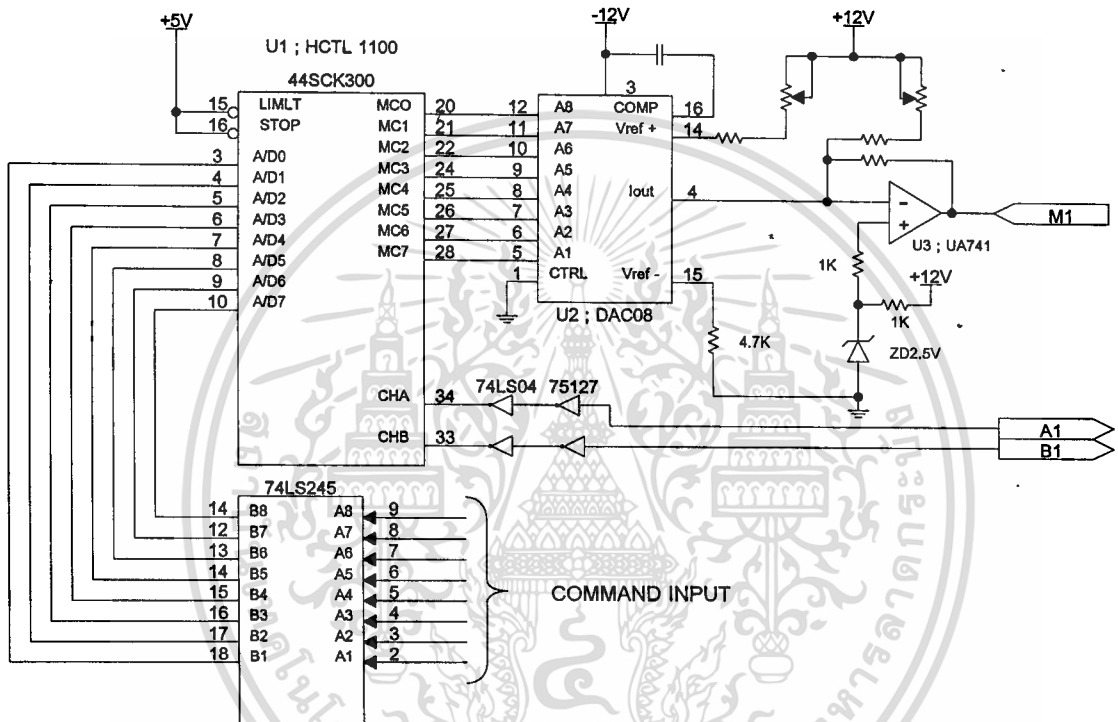 +5V
U1 ; HCTL 1100
44SCK300
15 LIMLT
16 STOP
3 A/D0
4 A/D1
5 A/D2
6 A/D3
7 A/D4
8 A/D5
9 A/D6
10 A/D7
MC0 20
MC1 21
MC2 22
MC3 24
MC4 25
MC5 26
MC6 27
MC7 28
CHA 34
CHB 33
-12V
3
12 A8
11 A7
10 A6
9 A5
8 A4
7 A3
6 A2
5 A1
1 CTRL
COMP 16
Vref + 14
Iout 4
Vref - 15
U2 ; DAC08
4.7K
+12V
-
+
U3 ; UA741
M1
1K
+12V
1K
ZD2.5V
74LS04 75127
A1
B1
74LS245
14 B8 A8 9
12 B7 A7 8
13 B6 A6 7
14 B5 A5 6
15 B4 A4 5
16 B3 A3 4
17 B2 A2 3
18 B1 A1 2
COMMAND INPUT